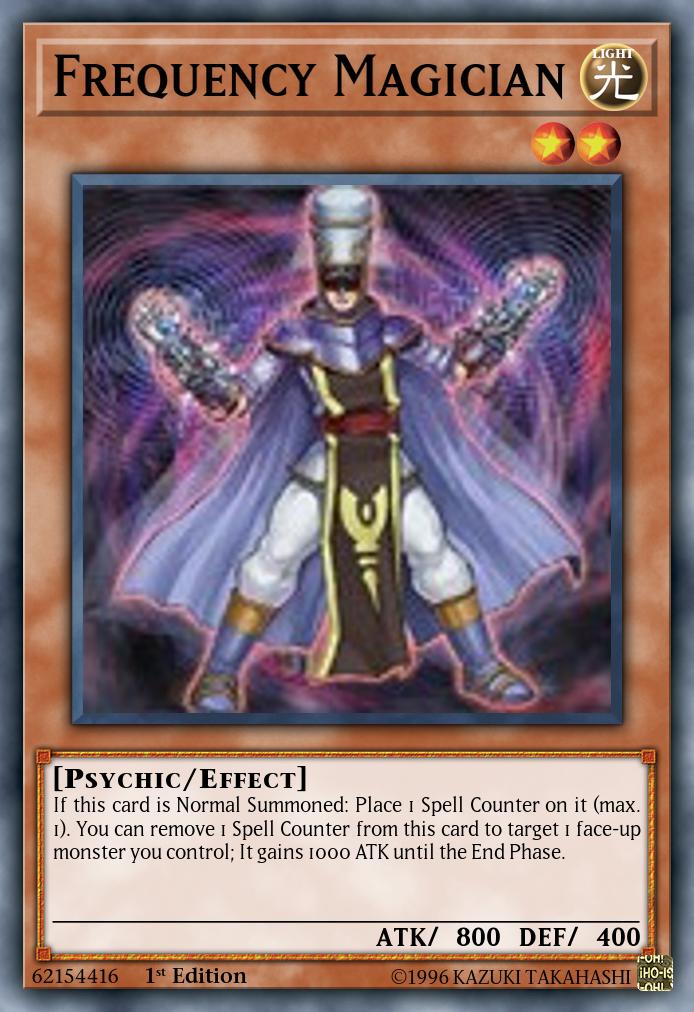 Frequency Magician
LIGHT
光
[Psychic/Effect]
If this card is Normal Summoned: Place 1 Spell Counter on it (max.
1). You can remove 1 Spell Counter from this card to target 1 face-up
monster you control; It gains 1000 ATK until the End Phase.
ATK/ 800 DEF/ 400
62154416 1st Edition ©1996 KAZUKI TAKAHASHI